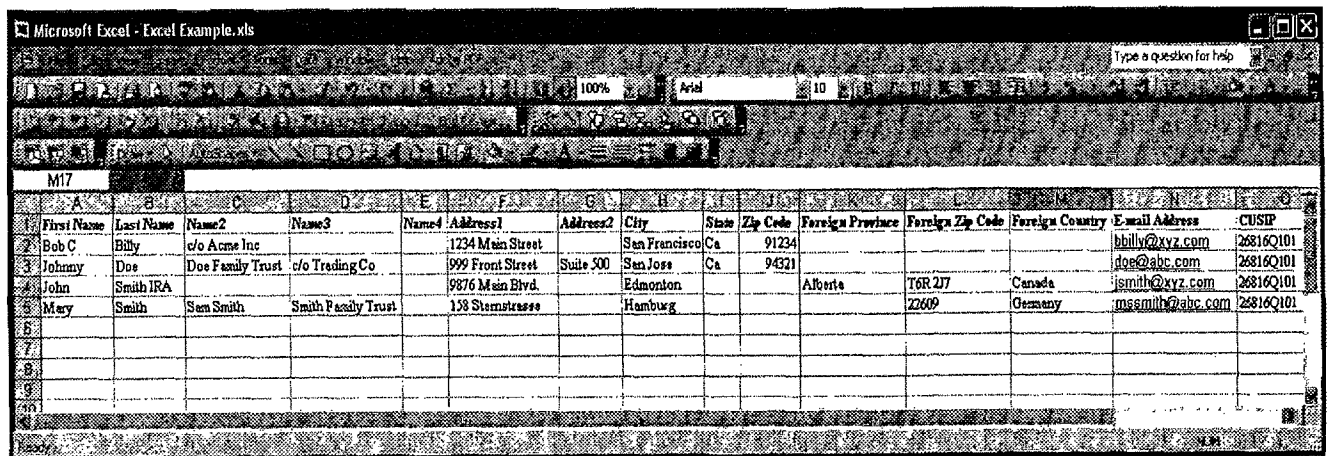 Microsoft Excel - Excel Example.xls
Type a question for help
100% Arial 10
M17
A B C D E F G H I J K L M N O
1 First Name Last Name Name2 Name3 Name4 Address1 Address2 City State Zip Code Foreign Province Foreign Zip Code Foreign Country E-mail Address CUSIP
2 Bob C Billy c/o Acme Inc 1234 Main Street San Francisco Ca 91234 bbilly@xyz.com 26816Q101
3 Johnny Doe Doe Family Trust c/o Trading Co 999 Front Street Suite 500 San Jose Ca 94321 doe@abc.com 26816Q101
4 John Smith IRA 9876 Main Blvd. Edmonton Alberta T6R 2J7 Canada jsmith@xyz.com 26816Q101
5 Mary Smith Sam Smith Smith Family Trust 158 Sternstrasse Hamburg 22609 Germany mssmith@abc.com 26816Q101
6
7
8
9
10
Ready NUM